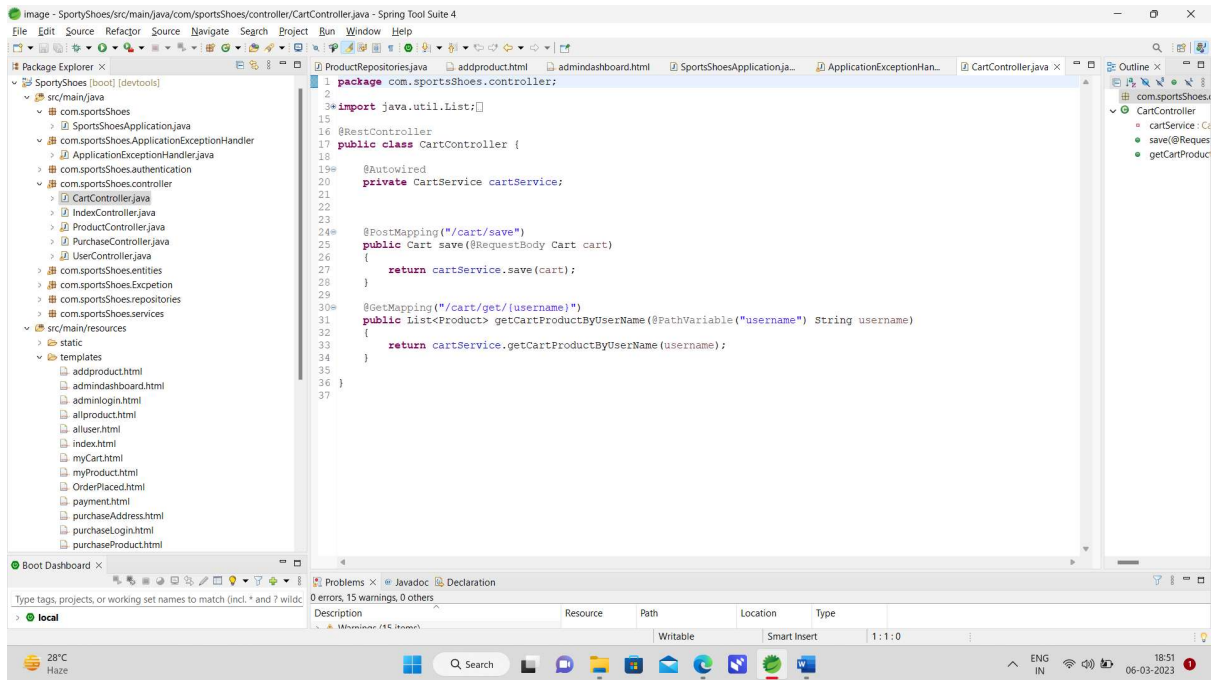 image - SportyShoes/src/main/java/com/sportsShoes/controller/CartController.java - Spring Tool Suite 4
File Edit Source Refactor Source Navigate Search Project Run Window Help
Package Explorer
SportyShoes [boot] [devtools]
src/main/java
com.sportsShoes
SportsShoesApplication.java
com.sportsShoes.ApplicationExceptionHandler
ApplicationExceptionHandler.java
com.sportsShoes.authentication
com.sportsShoes.controller
CartController.java
IndexController.java
ProductController.java
PurchaseController.java
UserController.java
com.sportsShoes.entities
com.sportsShoes.Excpetion
com.sportsShoes.repositories
com.sportsShoes.services
src/main/resources
static
templates
addproduct.html
admindashboard.html
adminlogin.html
allproduct.html
alluser.html
index.html
myCart.html
myProduct.html
OrderPlaced.html
payment.html
purchaseAddress.html
purchaseLogin.html
purchaseProduct.html
Boot Dashboard
Type tags, projects, or working set names to match (incl. * and ? wildc
local
ProductRepositories.java addproduct.html admindashboard.html SportsShoesApplication.ja... ApplicationExceptionHan... CartController.java
1 package com.sportsShoes.controller;
2
3 import java.util.List;
15
16 @RestController
17 public class CartController {
18
19 @Autowired
20 private CartService cartService;
21
22
23
24 @PostMapping("/cart/save")
25 public Cart save(@RequestBody Cart cart)
26 {
27 return cartService.save(cart);
28 }
29
30 @GetMapping("/cart/get/{username}")
31 public List<Product> getCartProductByUserName(@PathVariable("username") String username)
32 {
33 return cartService.getCartProductByUserName(username);
34 }
35
36 }
37
Outline
com.sportsShoes.c
CartController
cartService : Ca
save(@Reques
getCartProduct
Problems Javadoc Declaration
0 errors, 15 warnings, 0 others
Description Resource Path Location Type
Warnings (15 items)
Writable Smart Insert 1 : 1 : 0
28°C
Haze
Search
ENG
IN
18:51
06-03-2023
1